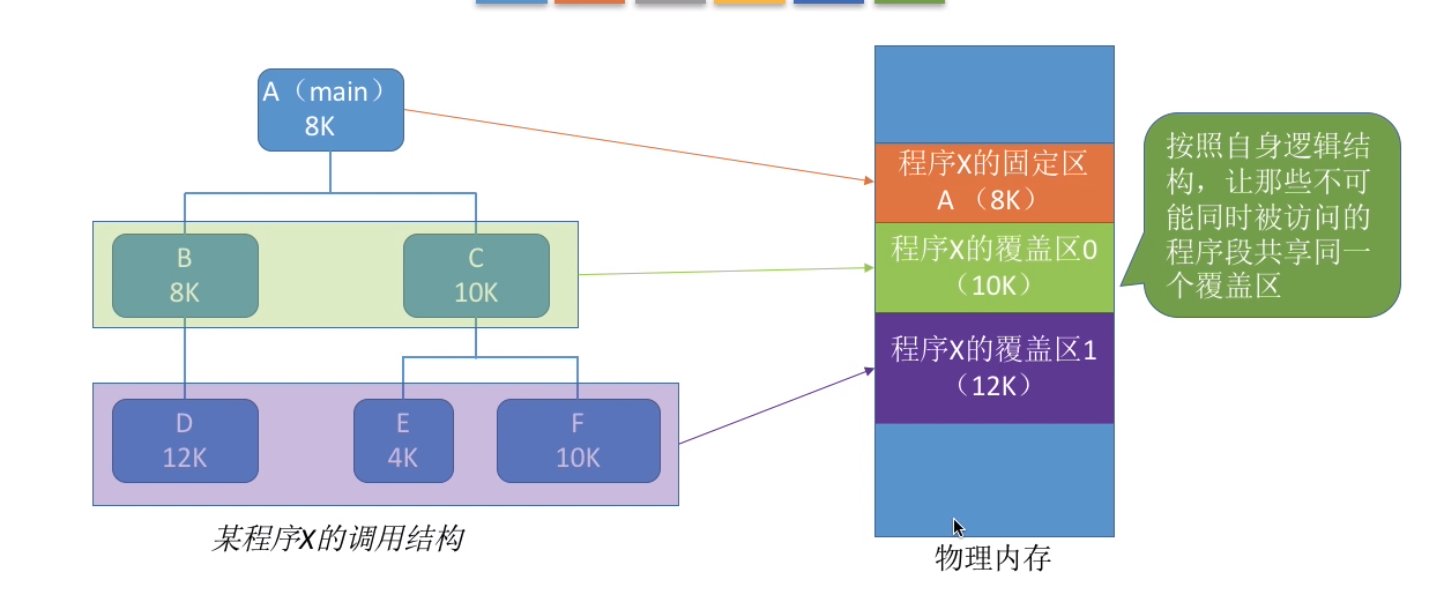 A（main）
8K
B
8K
C
10K
D
12K
E
4K
F
10K
某程序X的调用结构
程序X的固定区
A （8K）
程序X的覆盖区0
（10K）
程序X的覆盖区1
（12K）
物理内存
按照自身逻辑结
构，让那些不可
能同时被访问的
程序段共享同一
个覆盖区